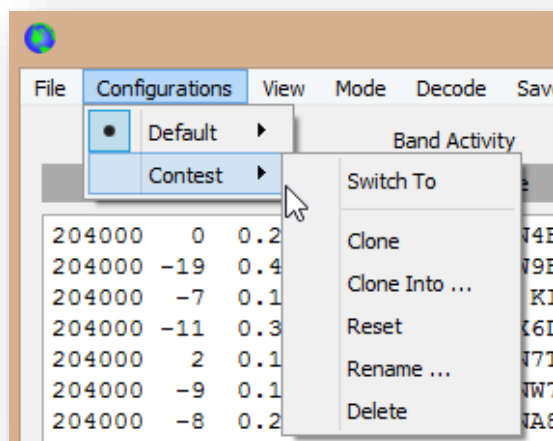 File Configurations View Mode Decode
Default
Band Activity
Contest
Switch To
Clone
Clone Into ...
Reset
Rename ...
Delete
204000 0 0.2
204000 -19 0.4
204000 -7 0.1
204000 -11 0.3
204000 2 0.1
204000 -9 0.1
204000 -8 0.2